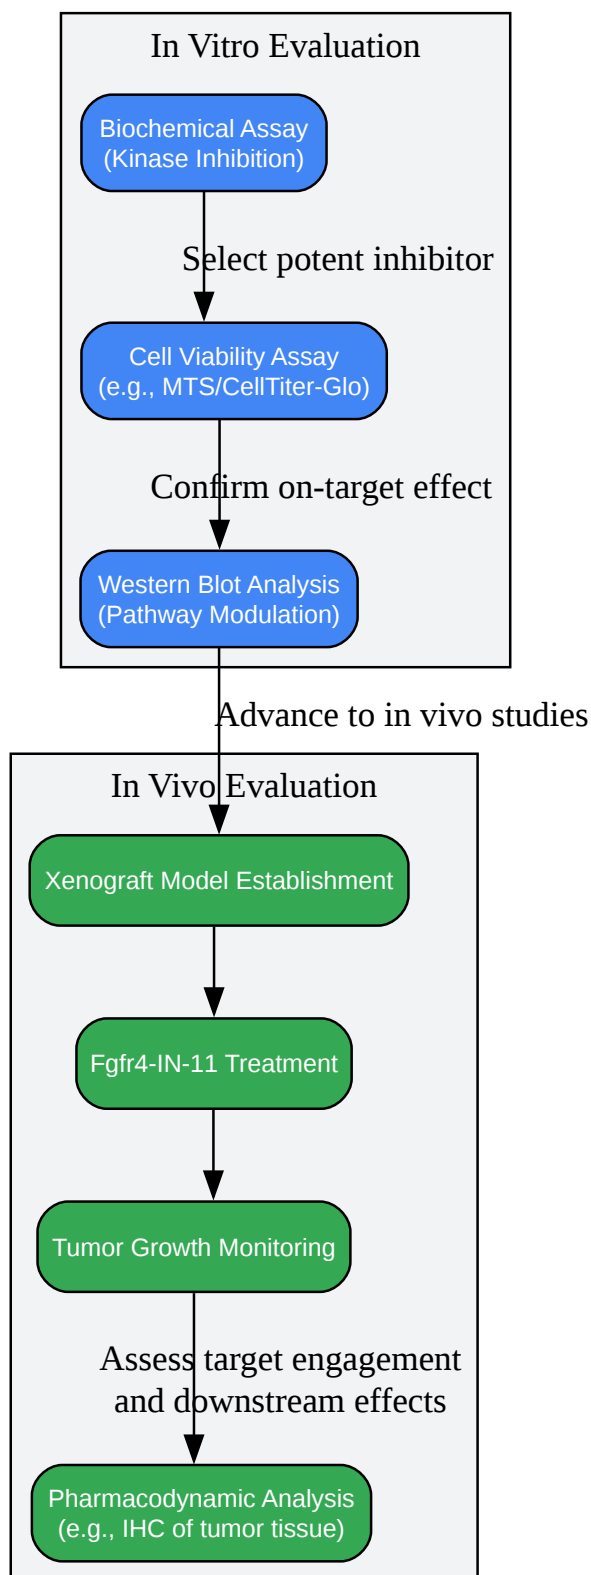 In Vitro Evaluation
Biochemical Assay
(Kinase Inhibition)
Select potent inhibitor
Cell Viability Assay
(e.g., MTS/CellTiter-Glo)
Confirm on-target effect
Western Blot Analysis
(Pathway Modulation)
Advance to in vivo studies
In Vivo Evaluation
Xenograft Model Establishment
Fgfr4-IN-11 Treatment
Tumor Growth Monitoring
Assess target engagement
and downstream effects
Pharmacodynamic Analysis
(e.g., IHC of tumor tissue)